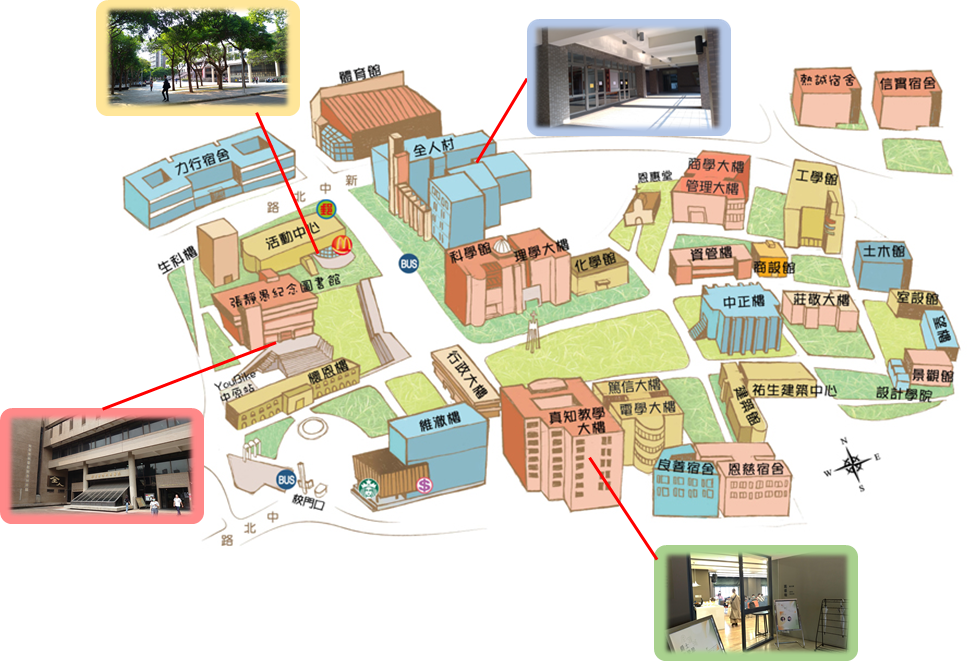 體育館
熱誠宿舍
信實宿舍
全人村
力行宿舍
恩惠堂
商學大樓
管理大樓
工學館
新
中
北
路
郵
活動中心
生科樓
BUS
科學館
理學大樓
化學館
資管樓
商設館
土木館
張靜愚紀念圖書館
中正樓
莊敬大樓
室設館
YouBike
中原站
懷恩樓
行政大樓
篤信大樓
電學大樓
祐生建築中心
建築館
景觀館
設計學院
維澈樓
真知教學
大樓
良善宿舍
恩慈宿舍
N
W
E
S
BUS
校門口
$
中
北
路